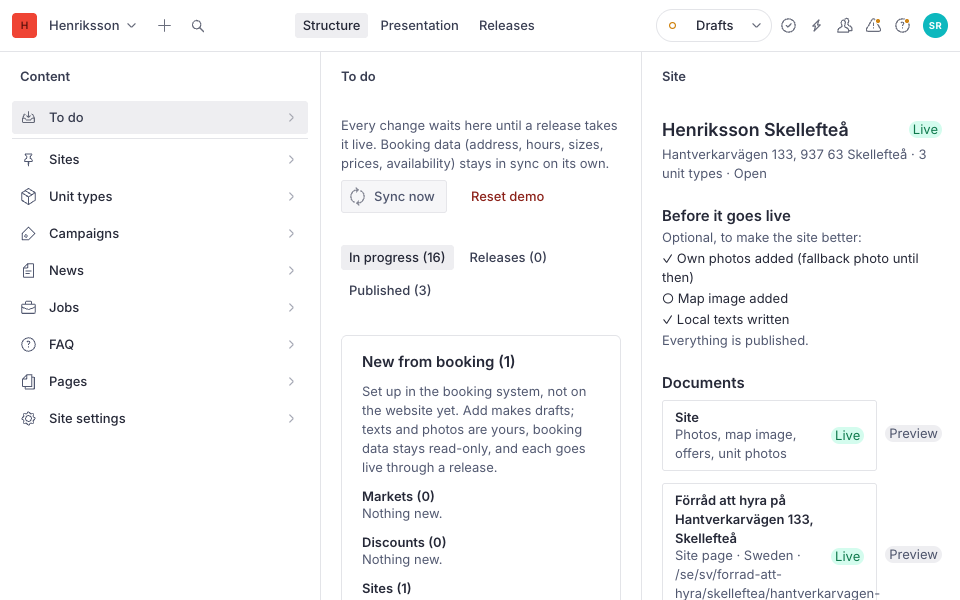 H
Henriksson
Structure
Presentation
Releases
Drafts
SR
Content
To do
Sites
Unit types
Campaigns
News
Jobs
FAQ
Pages
Site settings
To do
Every change waits here until a release takes
it live. Booking data (address, hours, sizes,
prices, availability) stays in sync on its own.
Sync now
Reset demo
In progress (16)
Releases (0)
Published (3)
New from booking (1)
Set up in the booking system, not on
the website yet. Add makes drafts;
texts and photos are yours, booking
data stays read-only, and each goes
live through a release.
Markets (0)
Nothing new.
Discounts (0)
Nothing new.
Sites (1)
Site
Henriksson Skellefteå
Live
Hantverkarvägen 133, 937 63 Skellefteå · 3
unit types · Open
Before it goes live
Optional, to make the site better:
✓ Own photos added (fallback photo until
then)
○ Map image added
✓ Local texts written
Everything is published.
Documents
Site
Photos, map image,
offers, unit photos
Live
Preview
Förråd att hyra på
Hantverkarvägen 133,
Skellefteå
Site page · Sweden ·
/se/sv/forrad-att-
hyra/skelleftea/hantverkarvagen-
Live
Preview